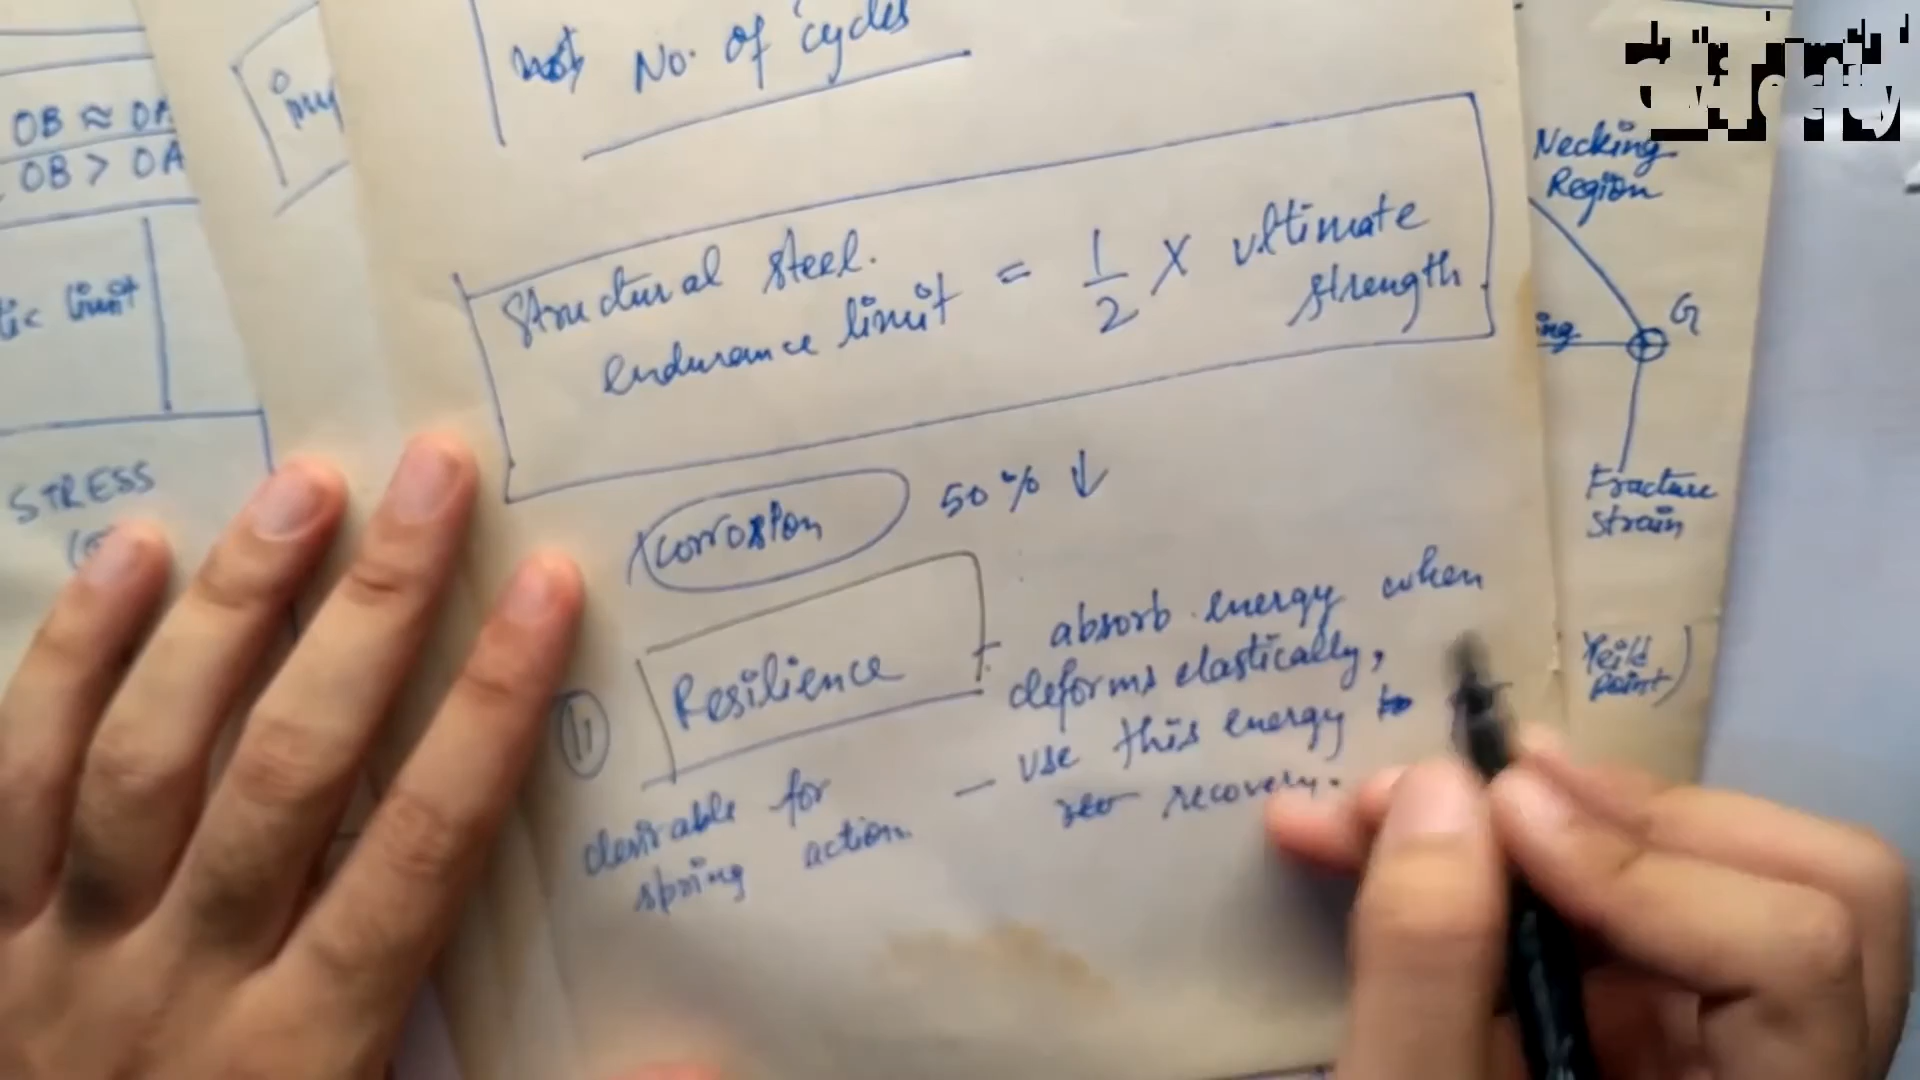 No. of cycles
OB ≈ OA
OB > OA
limit
STRESS
Structural steel.
endurance limit = 1/2 × ultimate strength
corrosion 50% ↓
11 Resilience - absorb energy when
deforms elastically,
— use this energy to
recovery.
desirable for
spring action.
Necking
Region
G
Fracture
Strain
Yeild
point)